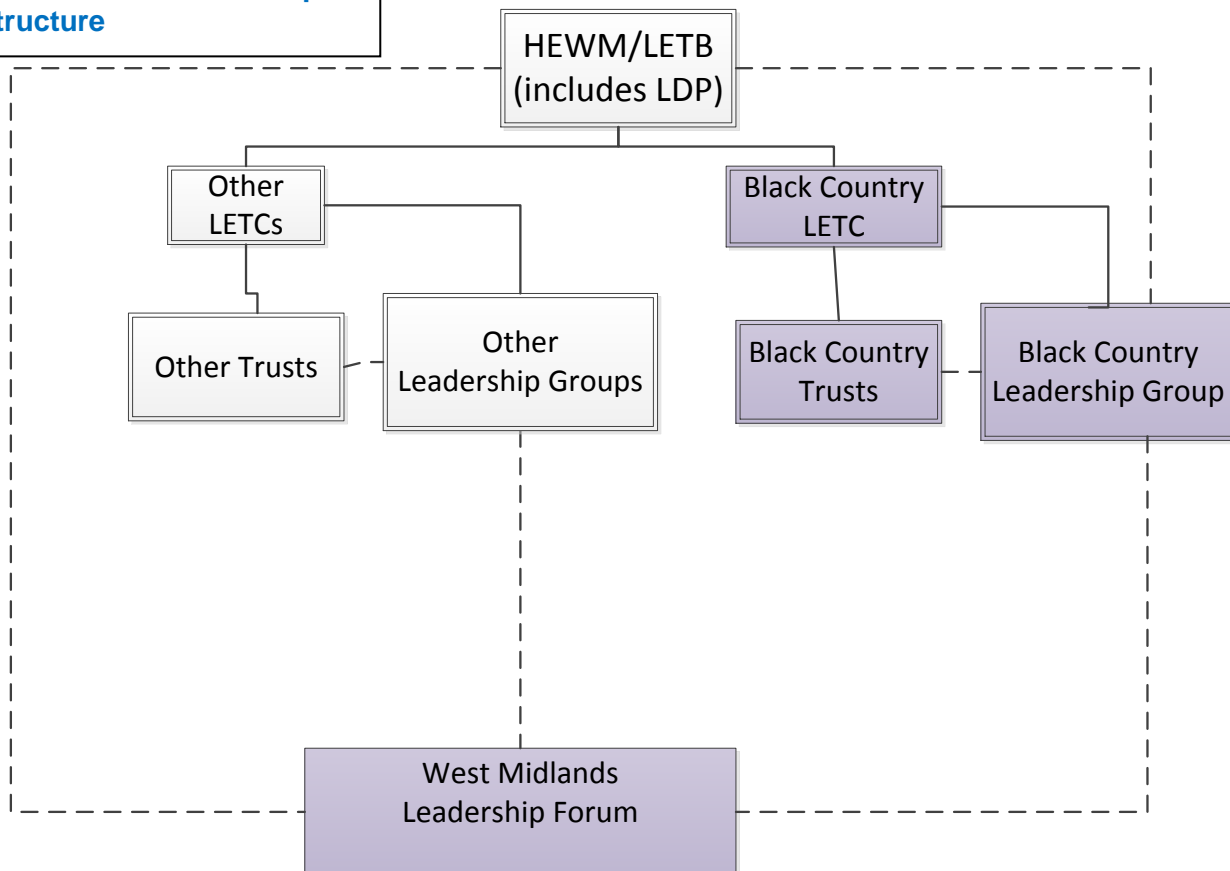 tructure
HEWM/LETB
(includes LDP)
Other
LETCs
Black Country
LETC
Other Trusts
Other
Leadership Groups
Black Country
Trusts
Black Country
Leadership Group
West Midlands
Leadership Forum